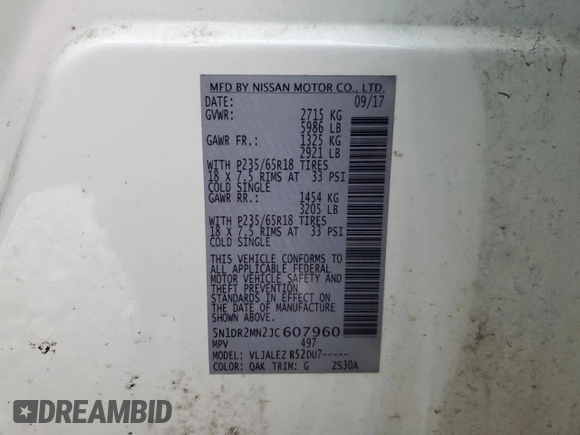 MFD BY NISSAN MOTOR CO., LTD.
DATE: 09/17
GVWR: 2715 KG
5986 LB
GAWR FR.: 1325 KG
2921 LB
WITH P235/65R18 TIRES
18 X 7.5 RIMS AT 33 PSI
COLD SINGLE
GAWR RR.: 1454 KG
3205 LB
WITH P235/65R18 TIRES
18 X 7.5 RIMS AT 33 PSI
COLD SINGLE
THIS VEHICLE CONFORMS TO
ALL APPLICABLE FEDERAL
MOTOR VEHICLE SAFETY AND
THEFT PREVENTION
STANDARDS IN EFFECT ON
THE DATE OF MANUFACTURE
SHOWN ABOVE.
5N1DR2MN2JC607960
MPV 497
MODEL: VLJALEZ R52DU7-----
COLOR: QAK TRIM: G 2S30A
DREAMBID